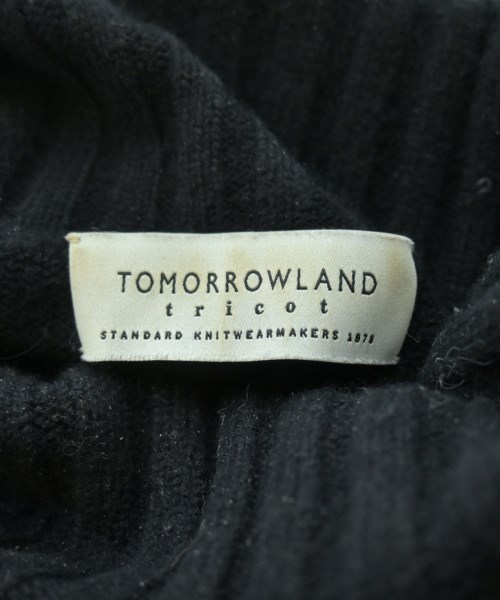 TOMORROWLAND
tricot
STANDARD KNITWEARMAKERS 1978